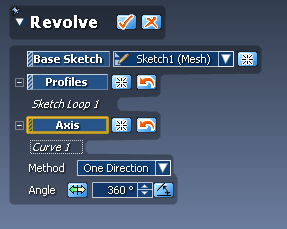 Revolve
Base Sketch Sketch1 (Mesh)
Profiles
Sketch Loop 1
Axis
Curve 1
Method One Direction
Angle 360 °